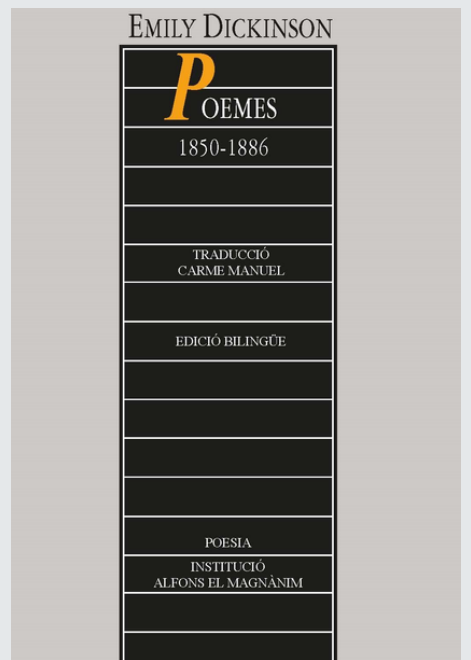 EMILY DICKINSON
POEMES
1850-1886
TRADUCCIÓ
CARME MANUEL
EDICIÓ BILINGÜE
POESIA
INSTITUCIÓ
ALFONS EL MAGNÀNIM